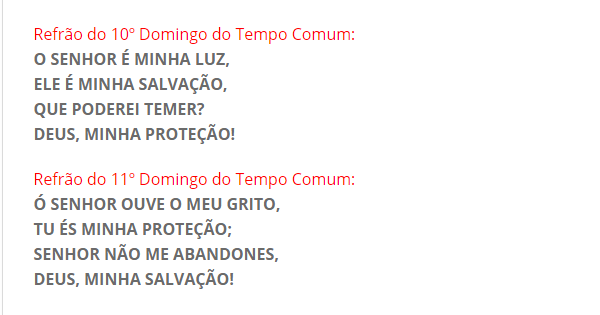 Refrão do 10º Domingo do Tempo Comum:
O SENHOR É MINHA LUZ,
ELE É MINHA SALVAÇÃO,
QUE PODEREI TEMER?
DEUS, MINHA PROTEÇÃO!
Refrão do 11º Domingo do Tempo Comum:
Ó SENHOR OUVE O MEU GRITO,
TU ÉS MINHA PROTEÇÃO;
SENHOR NÃO ME ABANDONES,
DEUS, MINHA SALVAÇÃO!